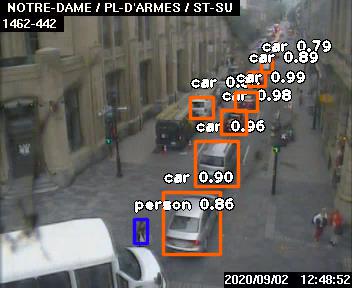 NOTRE-DAME / PL-D'ARMES / ST-SU
1462-442
car 0.79
car 0.89
car 0.99
car
car 0.98
car 0.96
car 0.90
person 0.86
2020/09/02 12:48:52